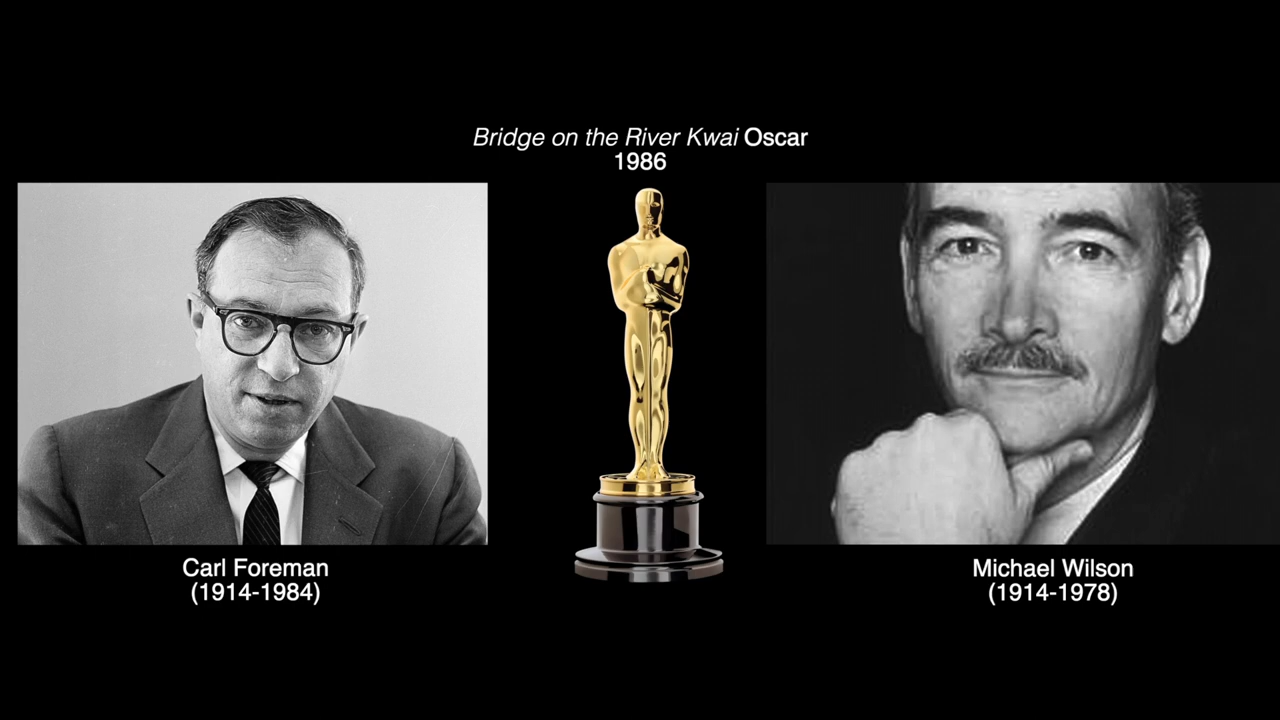 Bridge on the River Kwai Oscar
1986
Carl Foreman
(1914-1984)
Michael Wilson
(1914-1978)